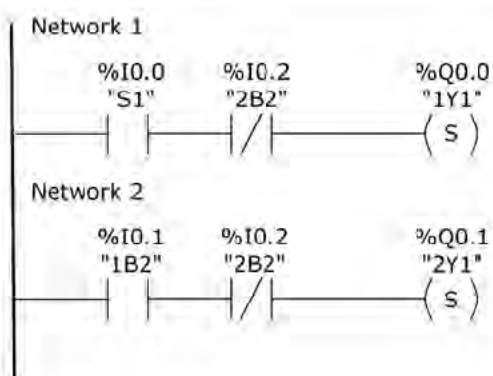 Network 1
%I0.0 %I0.2 %Q0.0
"S1" "2B2" "1Y1"
S
Network 2
%I0.1 %I0.2 %Q0.1
"1B2" "2B2" "2Y1"
S